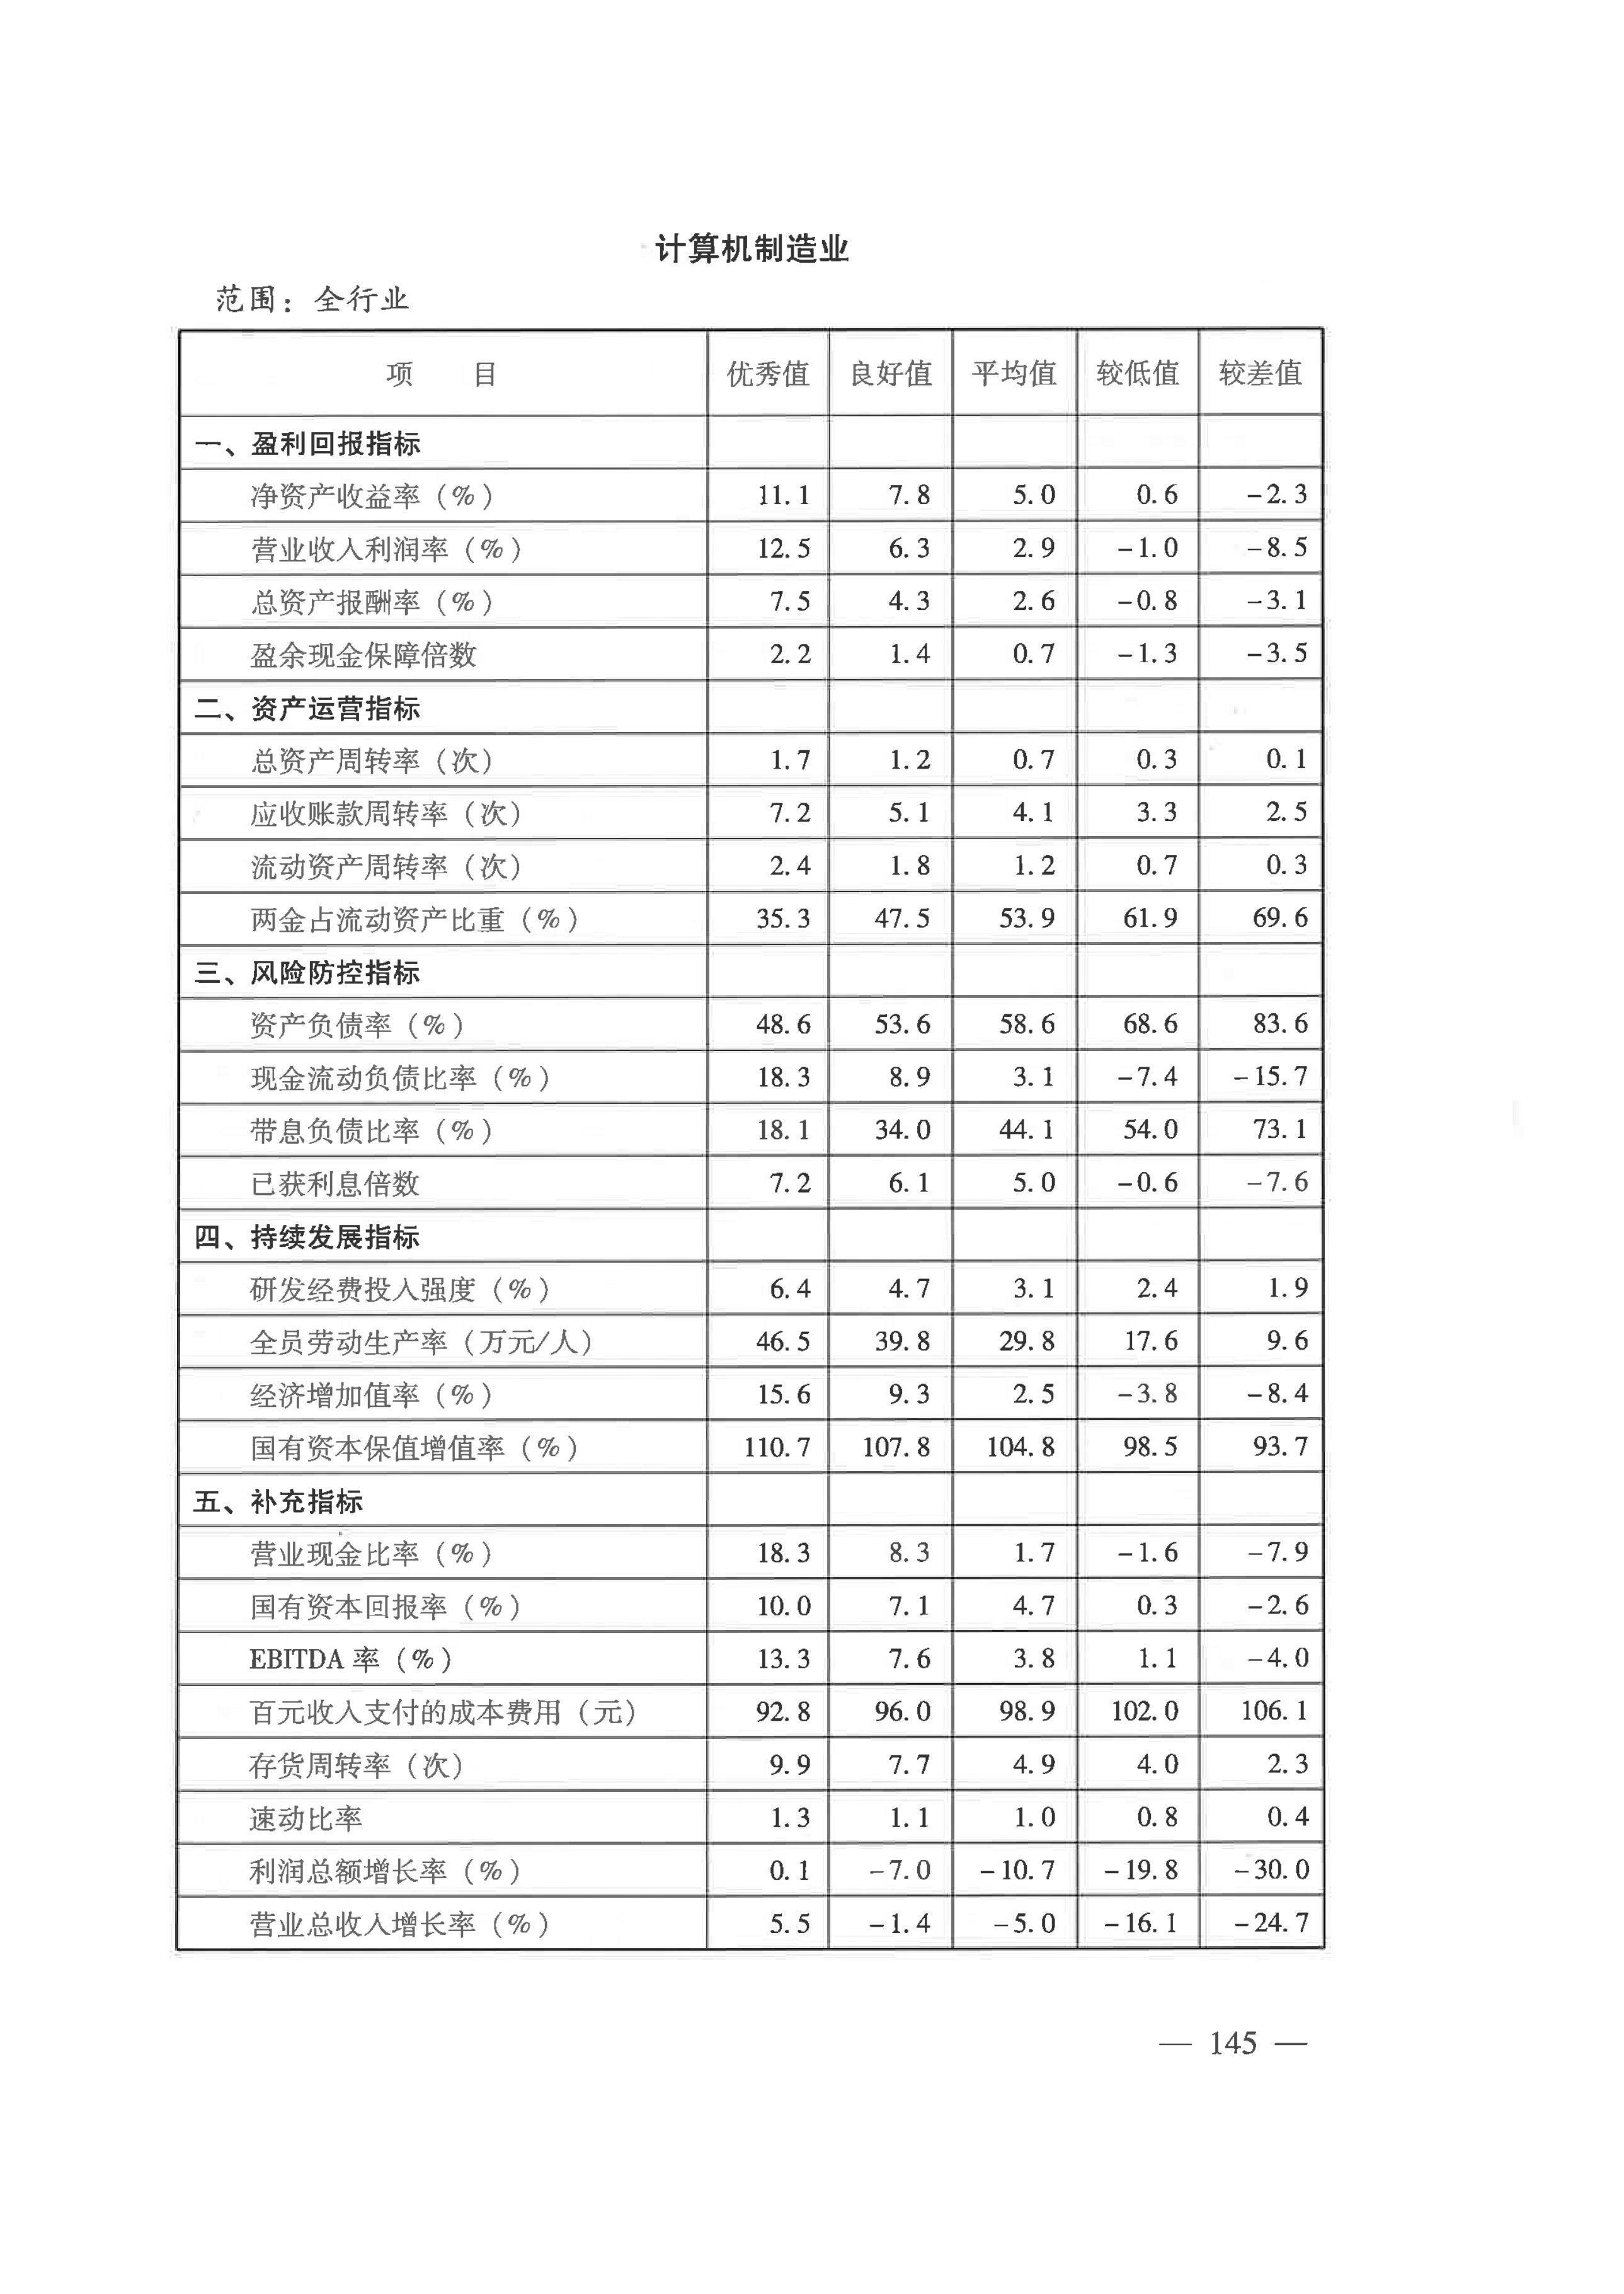 计算机制造业
范围：全行业
项 目 优秀值 良好值 平均值 较低值 较差值
一、盈利回报指标
净资产收益率（%） 11.1 7.8 5.0 0.6 -2.3
营业收入利润率（%） 12.5 6.3 2.9 -1.0 -8.5
总资产报酬率（%） 7.5 4.3 2.6 -0.8 -3.1
盈余现金保障倍数 2.2 1.4 0.7 -1.3 -3.5
二、资产运营指标
总资产周转率（次） 1.7 1.2 0.7 0.3 0.1
应收账款周转率（次） 7.2 5.1 4.1 3.3 2.5
流动资产周转率（次） 2.4 1.8 1.2 0.7 0.3
两金占流动资产比重（%） 35.3 47.5 53.9 61.9 69.6
三、风险防控指标
资产负债率（%） 48.6 53.6 58.6 68.6 83.6
现金流动负债比率（%） 18.3 8.9 3.1 -7.4 -15.7
带息负债比率（%） 18.1 34.0 44.1 54.0 73.1
已获利息倍数 7.2 6.1 5.0 -0.6 -7.6
四、持续发展指标
研发经费投入强度（%） 6.4 4.7 3.1 2.4 1.9
全员劳动生产率（万元/人） 46.5 39.8 29.8 17.6 9.6
经济增加值率（%） 15.6 9.3 2.5 -3.8 -8.4
国有资本保值增值率（%） 110.7 107.8 104.8 98.5 93.7
五、补充指标
营业现金比率（%） 18.3 8.3 1.7 -1.6 -7.9
国有资本回报率（%） 10.0 7.1 4.7 0.3 -2.6
EBITDA 率（%） 13.3 7.6 3.8 1.1 -4.0
百元收入支付的成本费用（元） 92.8 96.0 98.9 102.0 106.1
存货周转率（次） 9.9 7.7 4.9 4.0 2.3
速动比率 1.3 1.1 1.0 0.8 0.4
利润总额增长率（%） 0.1 -7.0 -10.7 -19.8 -30.0
营业总收入增长率（%） 5.5 -1.4 -5.0 -16.1 -24.7
— 145 —